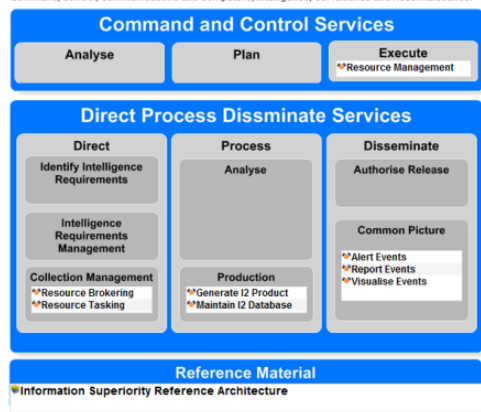 Command and Control Services
Analyse
Plan
Execute
Resource Management
Direct Process Dissminate Services
Direct
Process
Disseminate
Identify Intelligence
Requirements
Analyse
Authorise Release
Intelligence
Requirements
Management
Common Picture
Alert Events
Report Events
Visualise Events
Collection Management
Resource Brokering
Resource Tasking
Production
Generate I2 Product
Maintain I2 Database
Reference Material
Information Superiority Reference Architecture